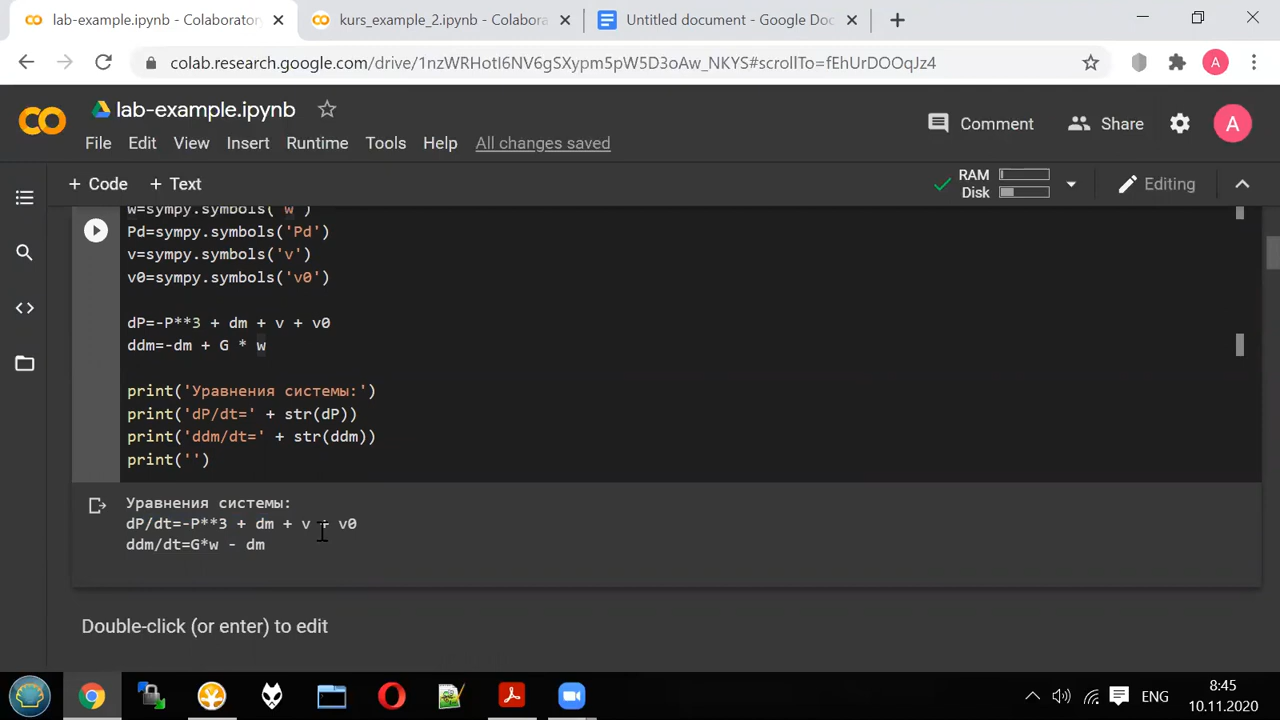 lab-example.ipynb - Colaboratory
kurs_example_2.ipynb - Colabora
Untitled document - Google Doc
colab.research.google.com/drive/1nzWRHotI6NV6gSXypm5pW5D3oAw_NKYS#scrollTo=fEhUrDOOqJz4
A
lab-example.ipynb
Comment
Share
A
File Edit View Insert Runtime Tools Help All changes saved
+ Code + Text
RAM
Disk
Editing
w=sympy.symbols('w')
Pd=sympy.symbols('Pd')
v=sympy.symbols('v')
v0=sympy.symbols('v0')
dP=-P**3 + dm + v + v0
ddm=-dm + G * w
print('Уравнения системы:')
print('dP/dt=' + str(dP))
print('ddm/dt=' + str(ddm))
print('')
Уравнения системы:
dP/dt=-P**3 + dm + v + v0
ddm/dt=G*w - dm
Double-click (or enter) to edit
ENG
8:45
10.11.2020